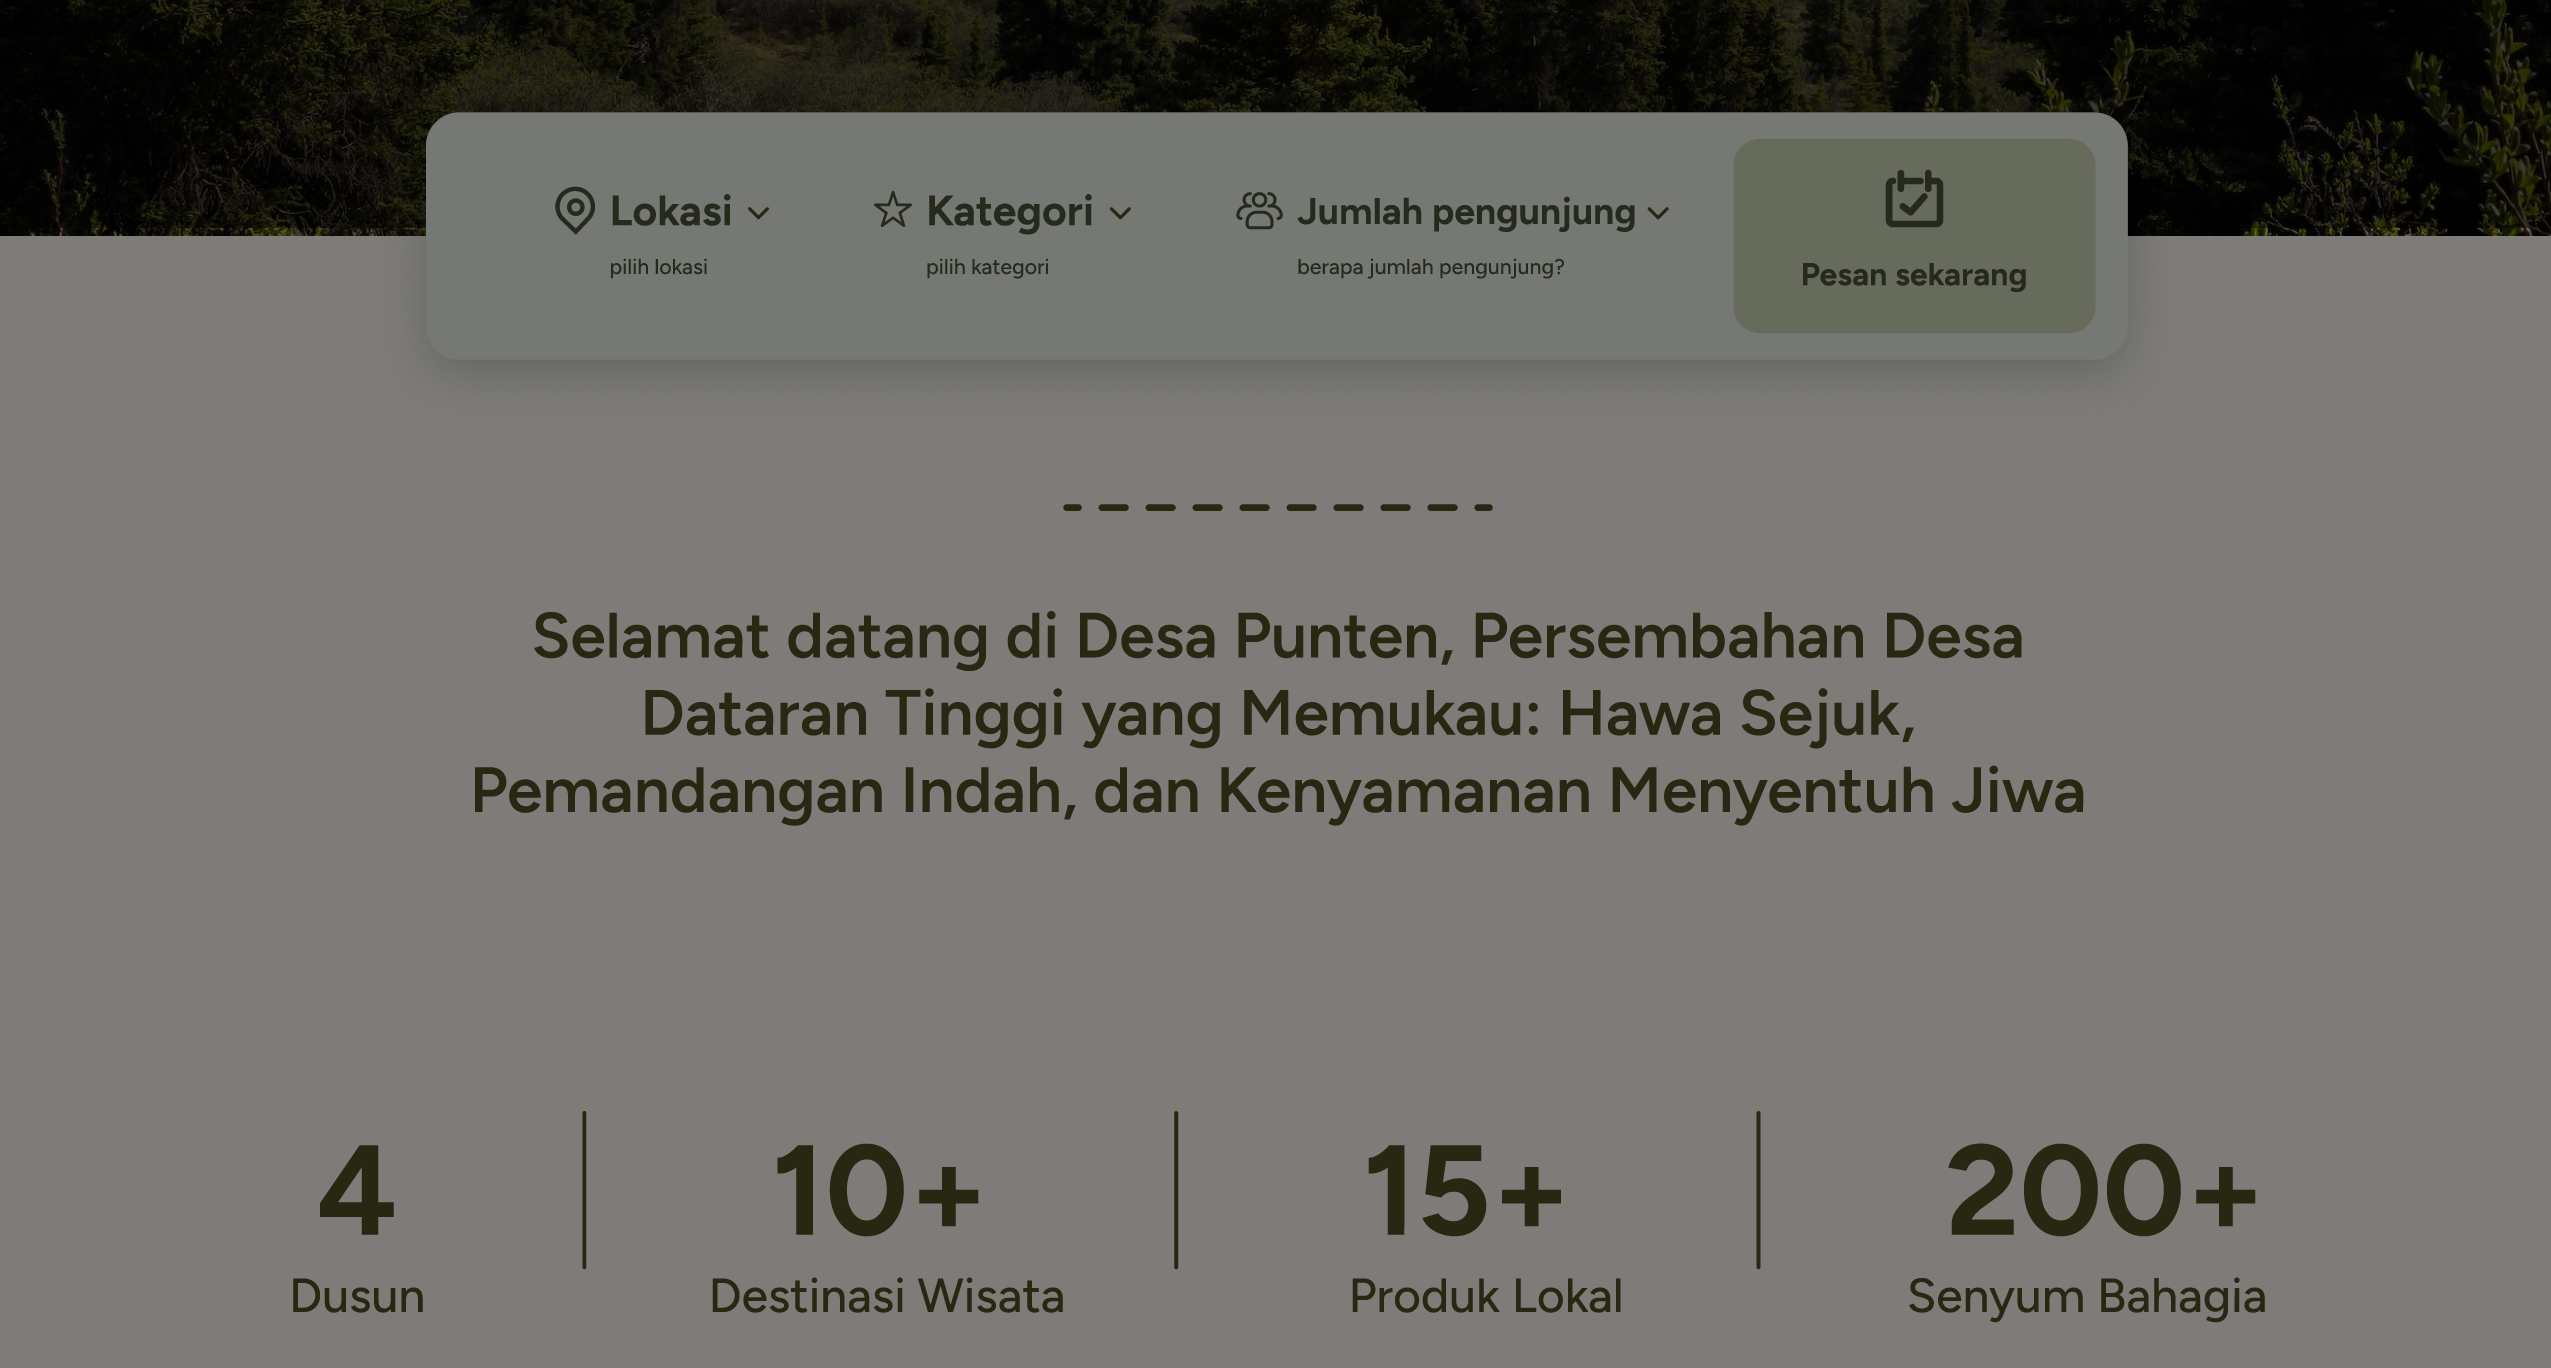 Lokasi
pilih lokasi
Kategori
pilih kategori
Jumlah pengunjung
berapa jumlah pengunjung?
Pesan sekarang
Selamat datang di Desa Punten, Persembahan Desa
Dataran Tinggi yang Memukau: Hawa Sejuk,
Pemandangan Indah, dan Kenyamanan Menyentuh Jiwa
4
Dusun
10+
Destinasi Wisata
15+
Produk Lokal
200+
Senyum Bahagia